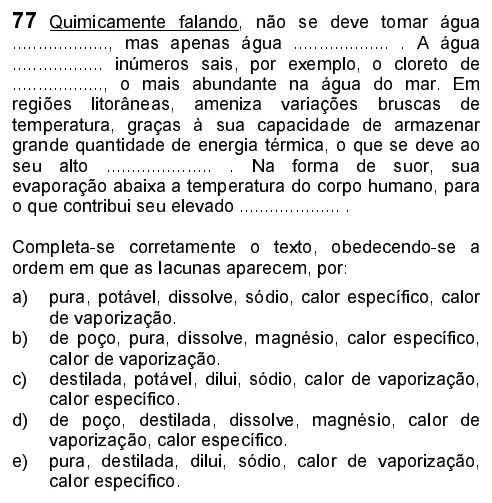 77 Quimicamente falando, não se deve tomar água
..................., mas apenas água ................... . A água
.................. inúmeros sais, por exemplo, o cloreto de
..................., o mais abundante na água do mar. Em
regiões litorâneas, ameniza variações bruscas de
temperatura, graças à sua capacidade de armazenar
grande quantidade de energia térmica, o que se deve ao
seu alto ..................... . Na forma de suor, sua
evaporação abaixa a temperatura do corpo humano, para
o que contribui seu elevado .................... .
Completa-se corretamente o texto, obedecendo-se a
ordem em que as lacunas aparecem, por:
a) pura, potável, dissolve, sódio, calor específico, calor
de vaporização.
b) de poço, pura, dissolve, magnésio, calor específico,
calor de vaporização.
c) destilada, potável, dilui, sódio, calor de vaporização,
calor específico.
d) de poço, destilada, dissolve, magnésio, calor de
vaporização, calor específico.
e) pura, destilada, dilui, sódio, calor de vaporização,
calor específico.